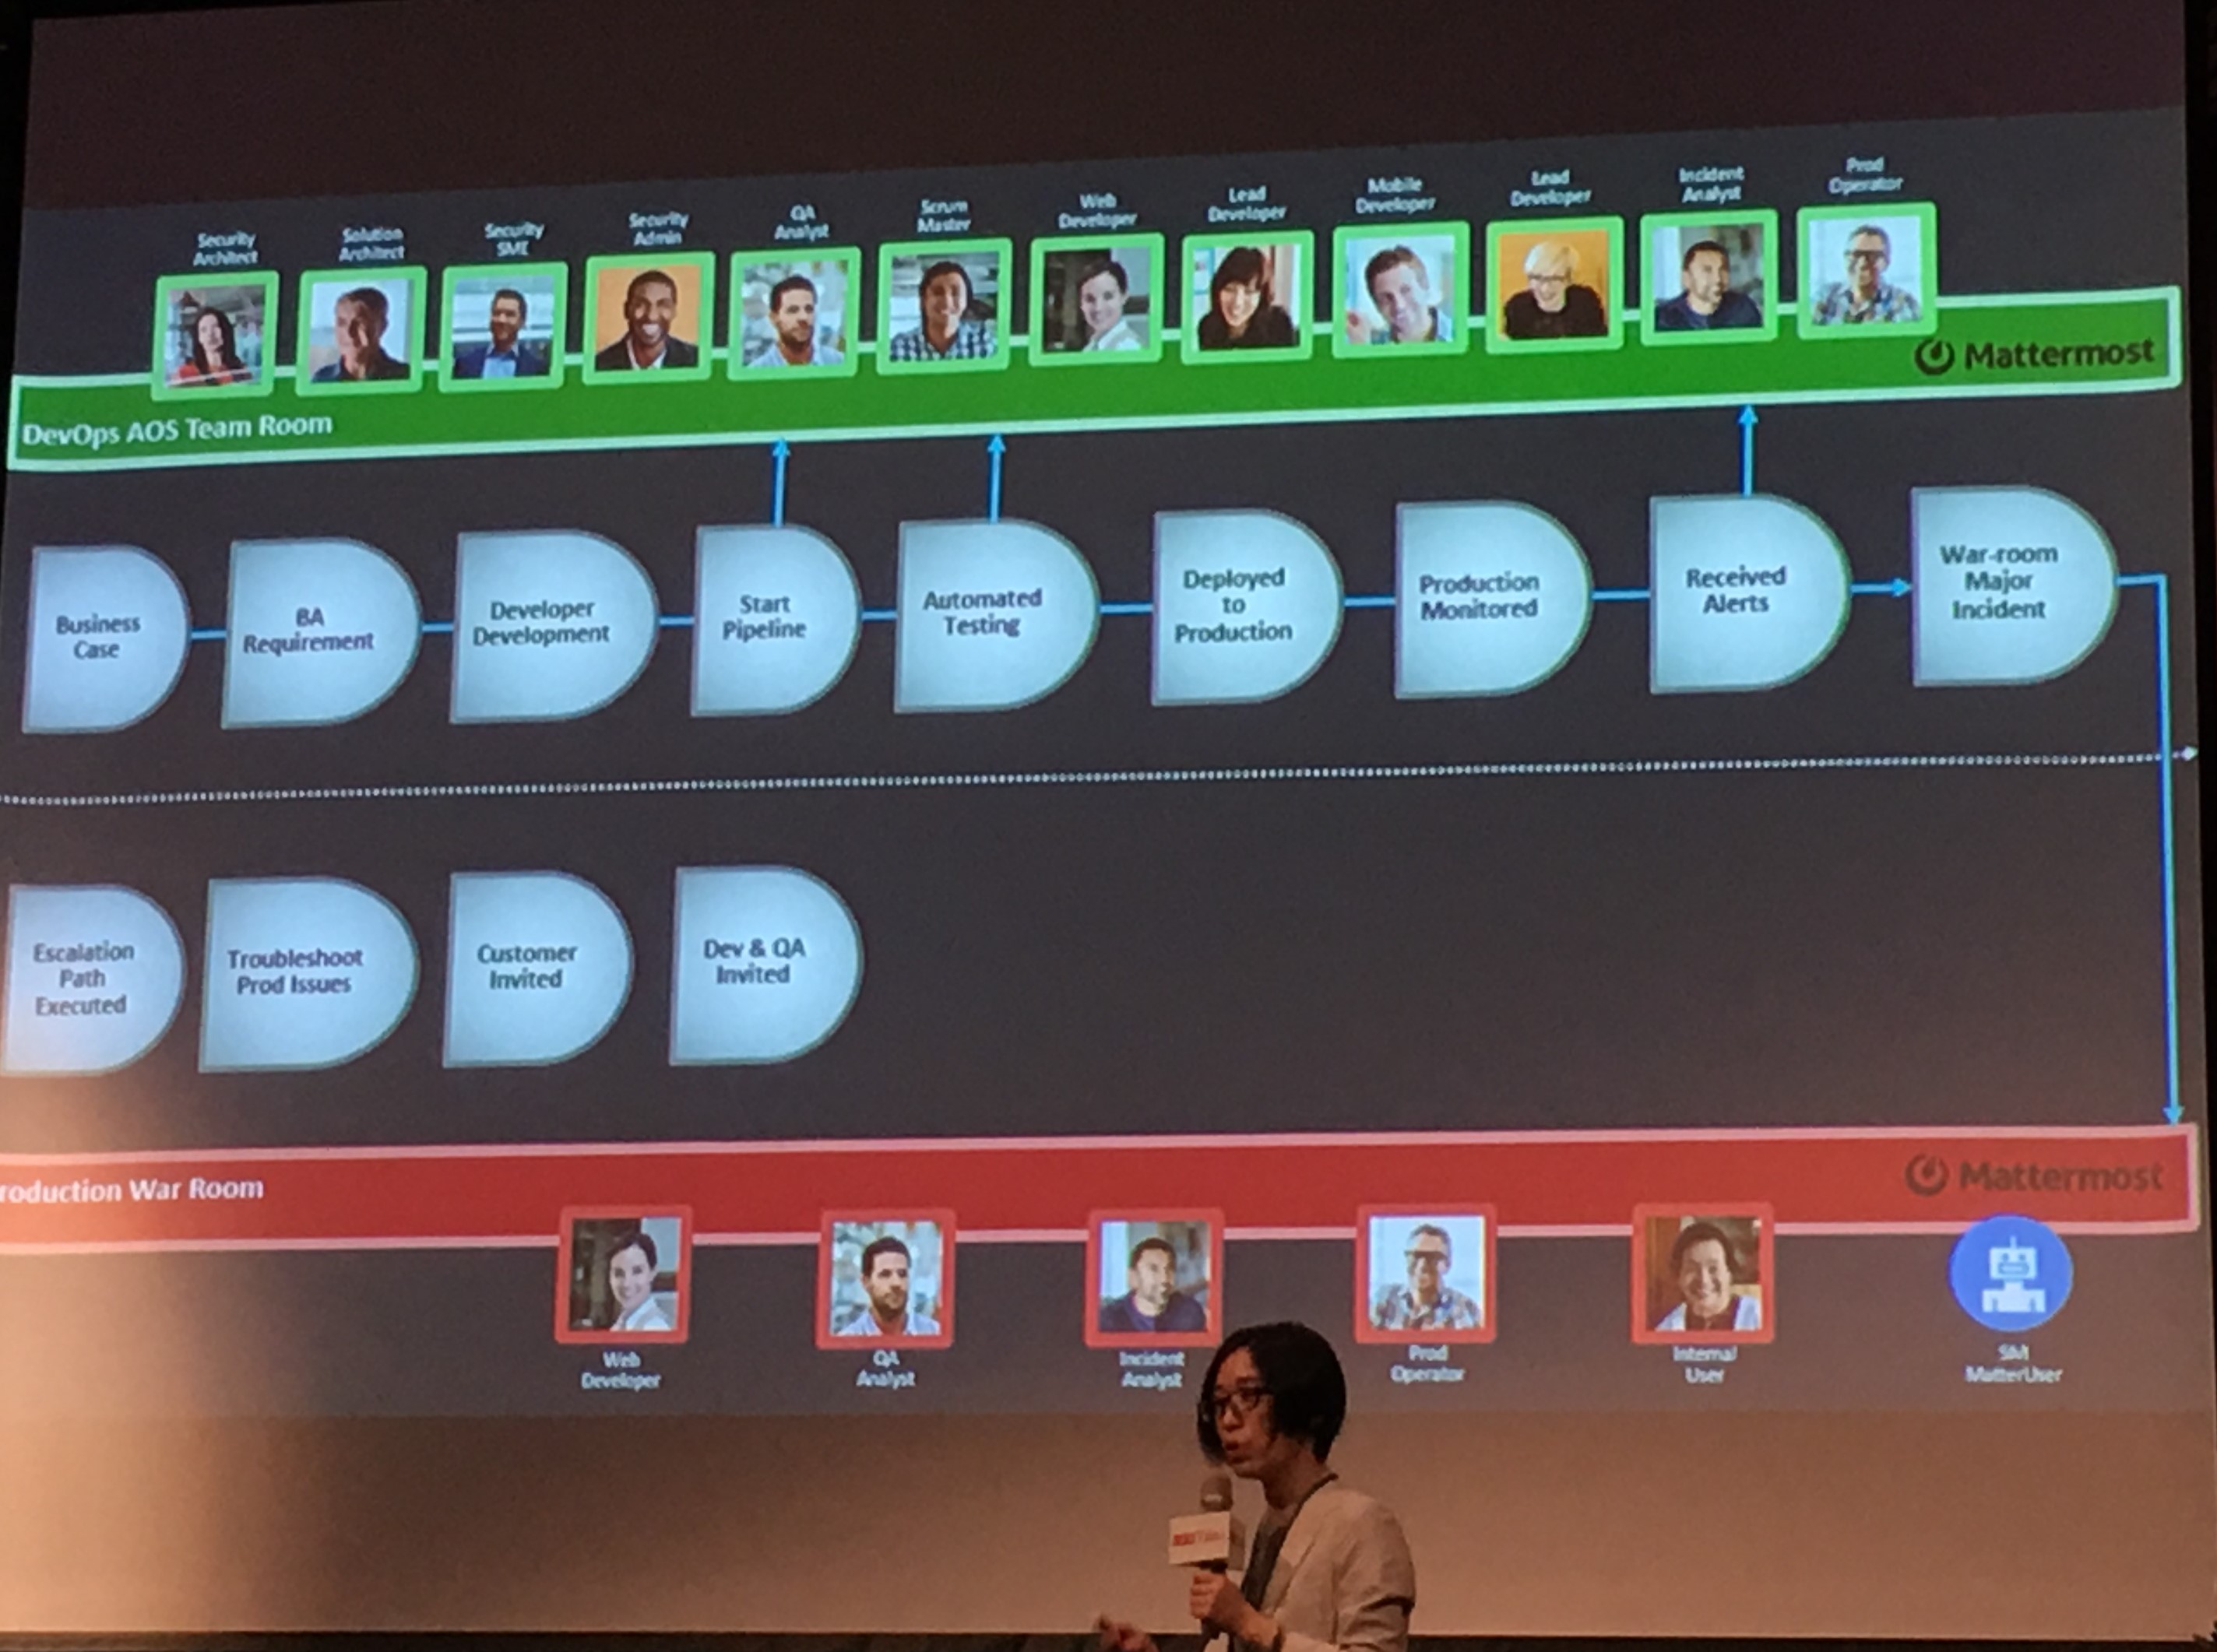 Security
Architect
Solution
Architect
Security
SME
Security
Admin
QA
Analyst
Scrum
Master
Web
Developer
Lead
Developer
Mobile
Developer
Lead
Developer
Incident
Analyst
Prod
Operator
Mattermost
DevOps AOS Team Room
Business
Case
BA
Requirement
Developer
Development
Start
Pipeline
Automated
Testing
Deployed
to
Production
Production
Monitored
Received
Alerts
War-room
Major
Incident
Escalation
Path
Executed
Troubleshoot
Prod Issues
Customer
Invited
Dev & QA
Invited
roduction War Room
Mattermost
Web
Developer
QA
Analyst
Incident
Analyst
Prod
Operator
Internal
User
SM
MatterUser